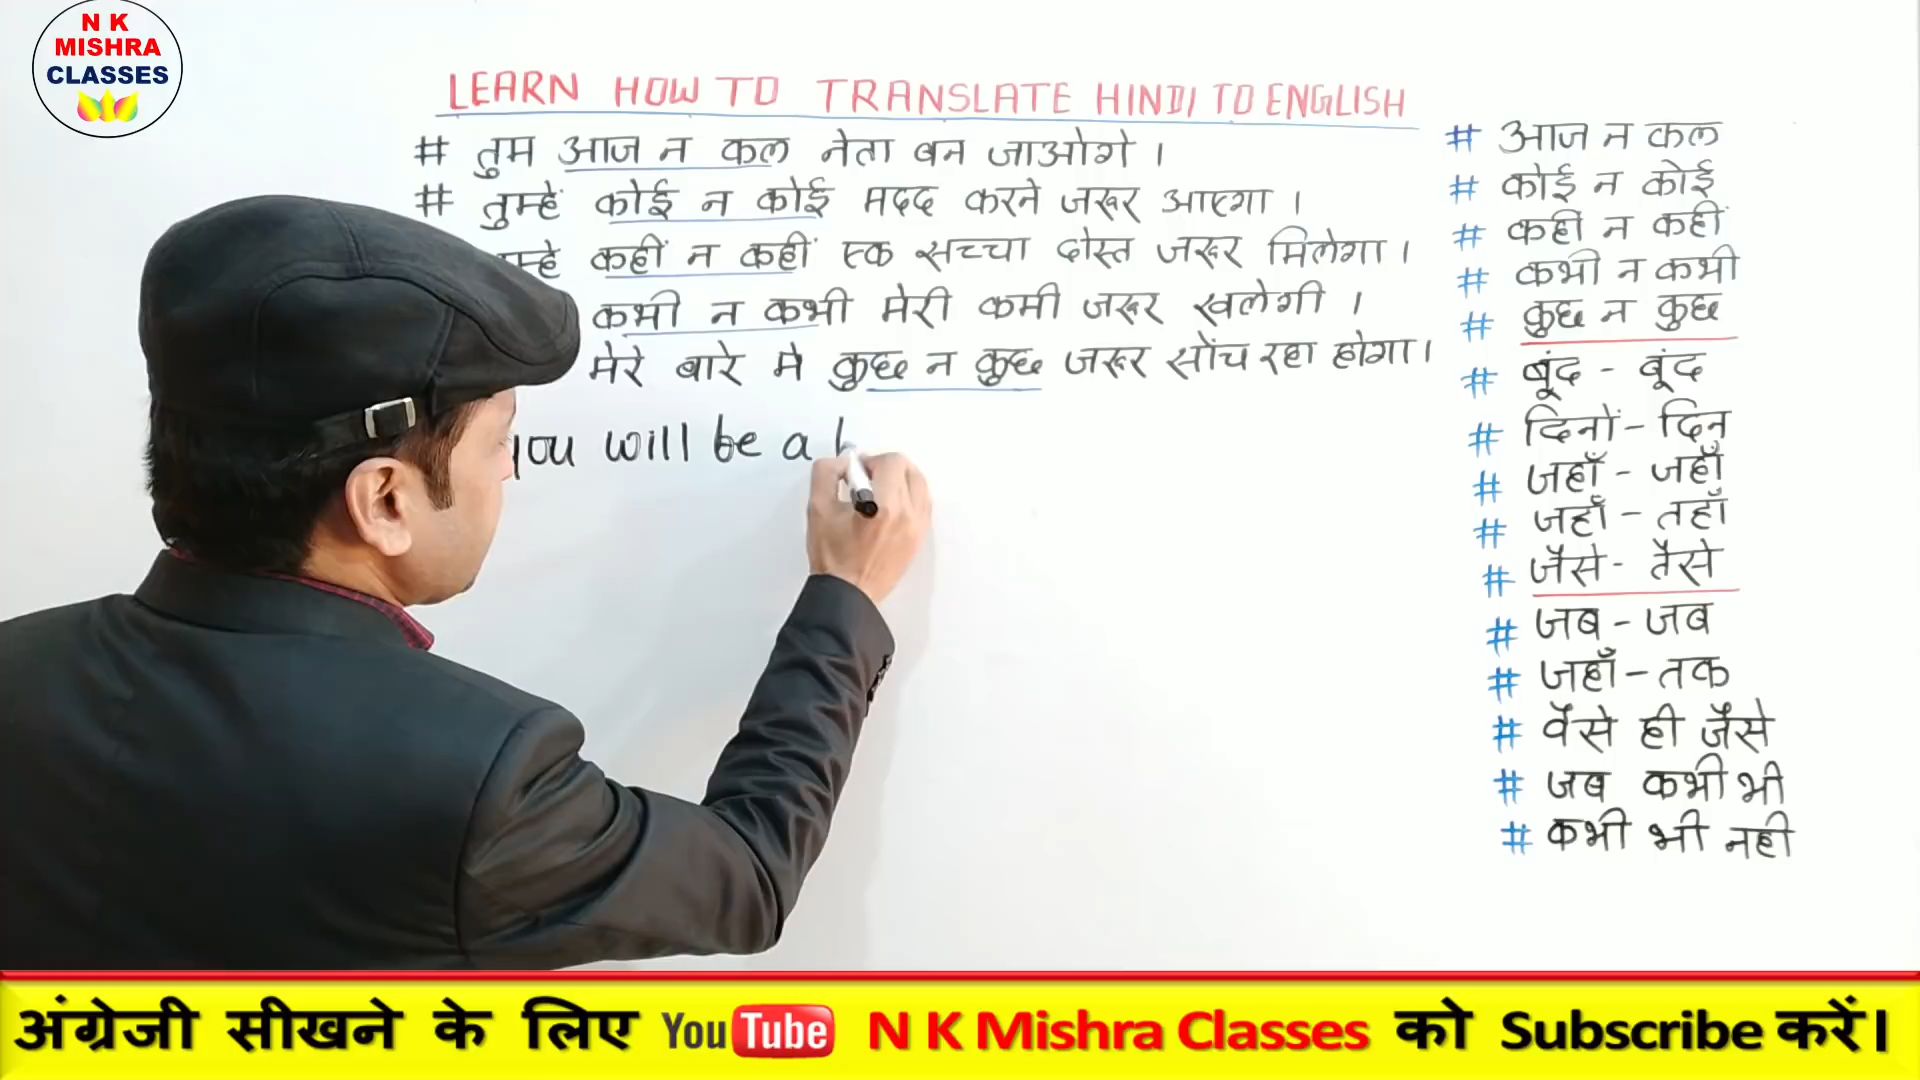 N K
MISHRA
CLASSES
LEARN HOW TO TRANSLATE HINDI TO ENGLISH
# तुम आज न कल नेता बन जाओगे ।
# तुम्हें कोई न कोई मदद करने जरूर आएगा ।
कहीं न कहीं एक सच्चा दोस्त जरूर मिलेगा ।
कभी न कभी मेरी कमी जरूर खलेगी ।
मेरे बारे मे कुछ न कुछ जरूर सोंच रहा होगा ।
you will be a
# आज न कल
# कोई न कोई
# कहीं न कहीं
# कभी न कभी
# कुछ न कुछ
# बूंद - बूंद
# दिनों - दिन
# जहाँ - जहाँ
# जहाँ - तहाँ
# जैसे - तैसे
# जब - जब
# जहाँ - तक
# वैसे ही जैसे
# जब कभी भी
# कभी भी नही
अंग्रेजी सीखने के लिए YouTube N K Mishra Classes को Subscribe करें।